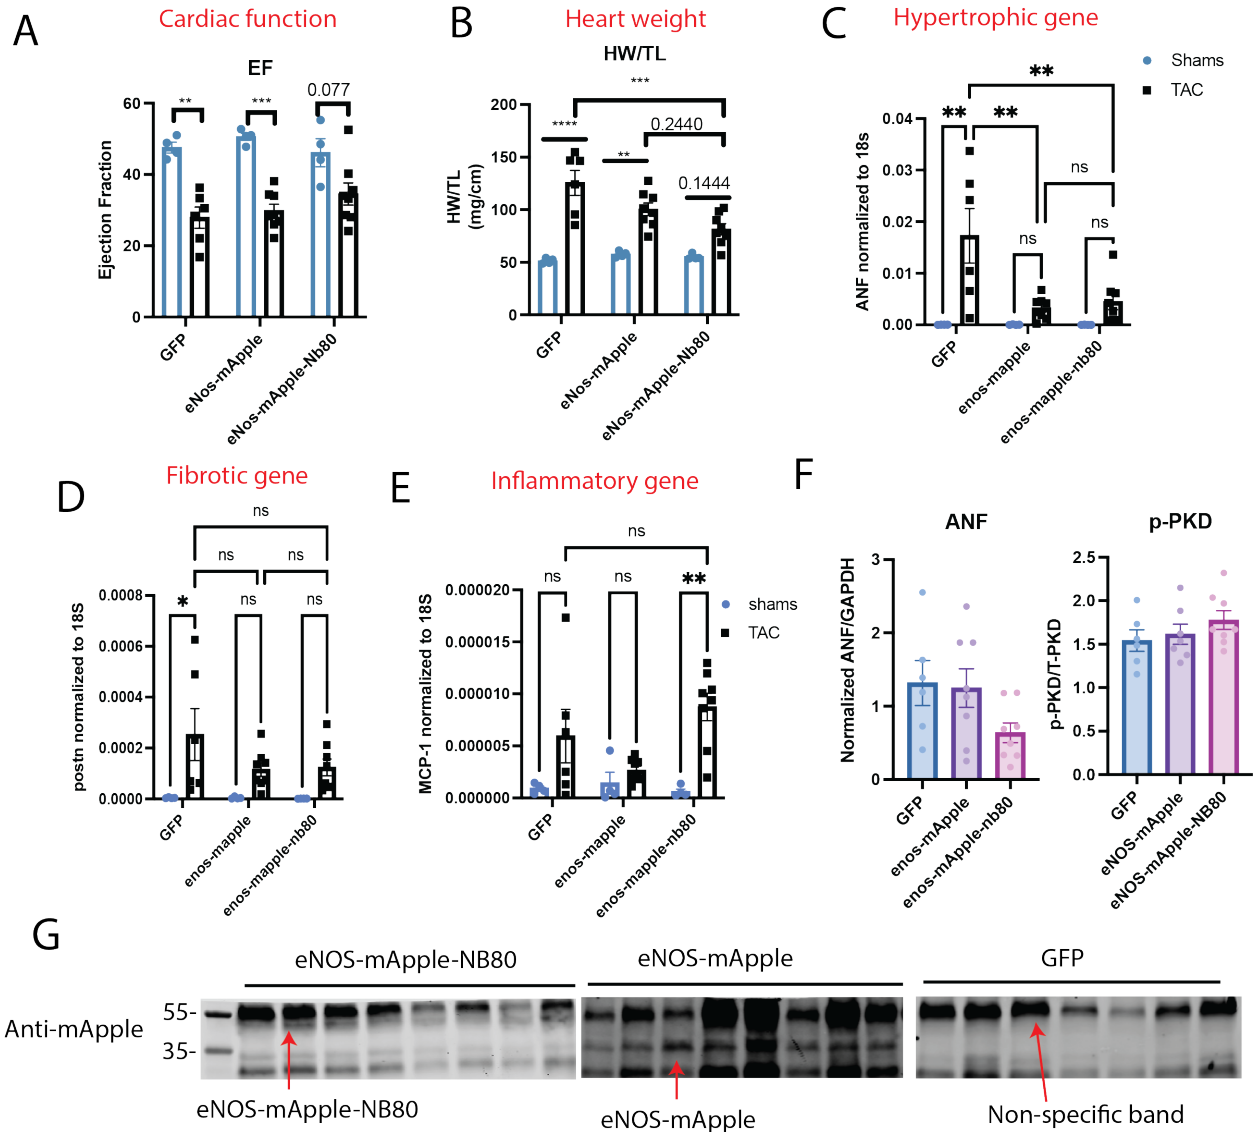 A
Cardiac function
EF
Ejection Fraction
60
40
20
0
**
***
0.077
GFP
eNos-mApple
eNos-mApple-Nb80
B
Heart weight
HW/TL
HW/TL
(mg/cm)
200
150
100
50
0
****
**
***
0.2440
0.1444
GFP
eNos-mApple
eNos-mApple-Nb80
C
Hypertrophic gene
Shams
TAC
ANF normalized to 18s
0.04
0.03
0.02
0.01
0.00
**
**
**
ns
ns
ns
GFP
enos-mapple
enos-mapple-nb80
D
Fibrotic gene
postn normalized to 18S
0.0008
0.0006
0.0004
0.0002
0.0000
ns
ns
ns
*
ns
ns
GFP
enos-mapple
enos-mapple-nb80
E
Inflammatory gene
MCP-1 normalized to 18S
0.000020
0.000015
0.000010
0.000005
0.000000
ns
ns
ns
**
shams
TAC
GFP
enos-mapple
enos-mapple-nb80
F
ANF
Normalized ANF/GAPDH
3
2
1
0
GFP
enos-mApple
enos-mApple-nb80
p-PKD
p-PKD/T-PKD
2.5
2.0
1.5
1.0
0.5
0.0
GFP
eNOS-mApple
eNOS-mApple-NB80
G
eNOS-mApple-NB80
eNOS-mApple
GFP
Anti-mApple
55-
35-
eNOS-mApple-NB80
eNOS-mApple
Non-specific band